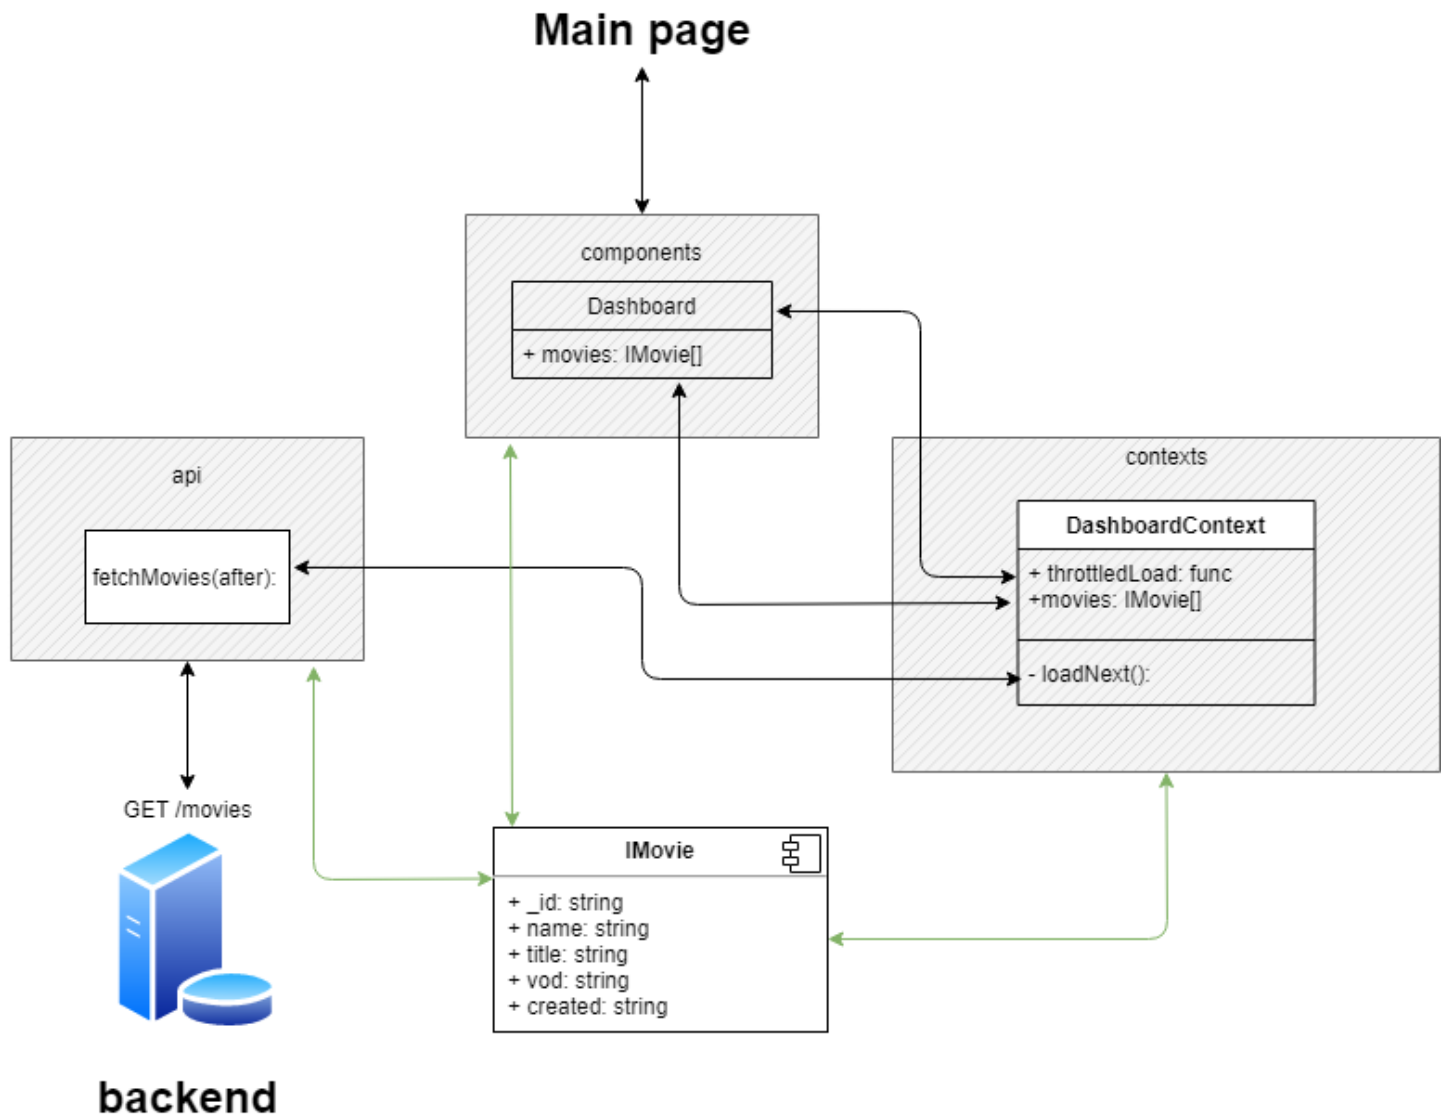 Main page
components
Dashboard
+ movies: IMovie[]
api
fetchMovies(after):
contexts
DashboardContext
+ throttledLoad: func
+movies: IMovie[]
- loadNext():
GET /movies
backend
IMovie
+ _id: string
+ name: string
+ title: string
+ vod: string
+ created: string